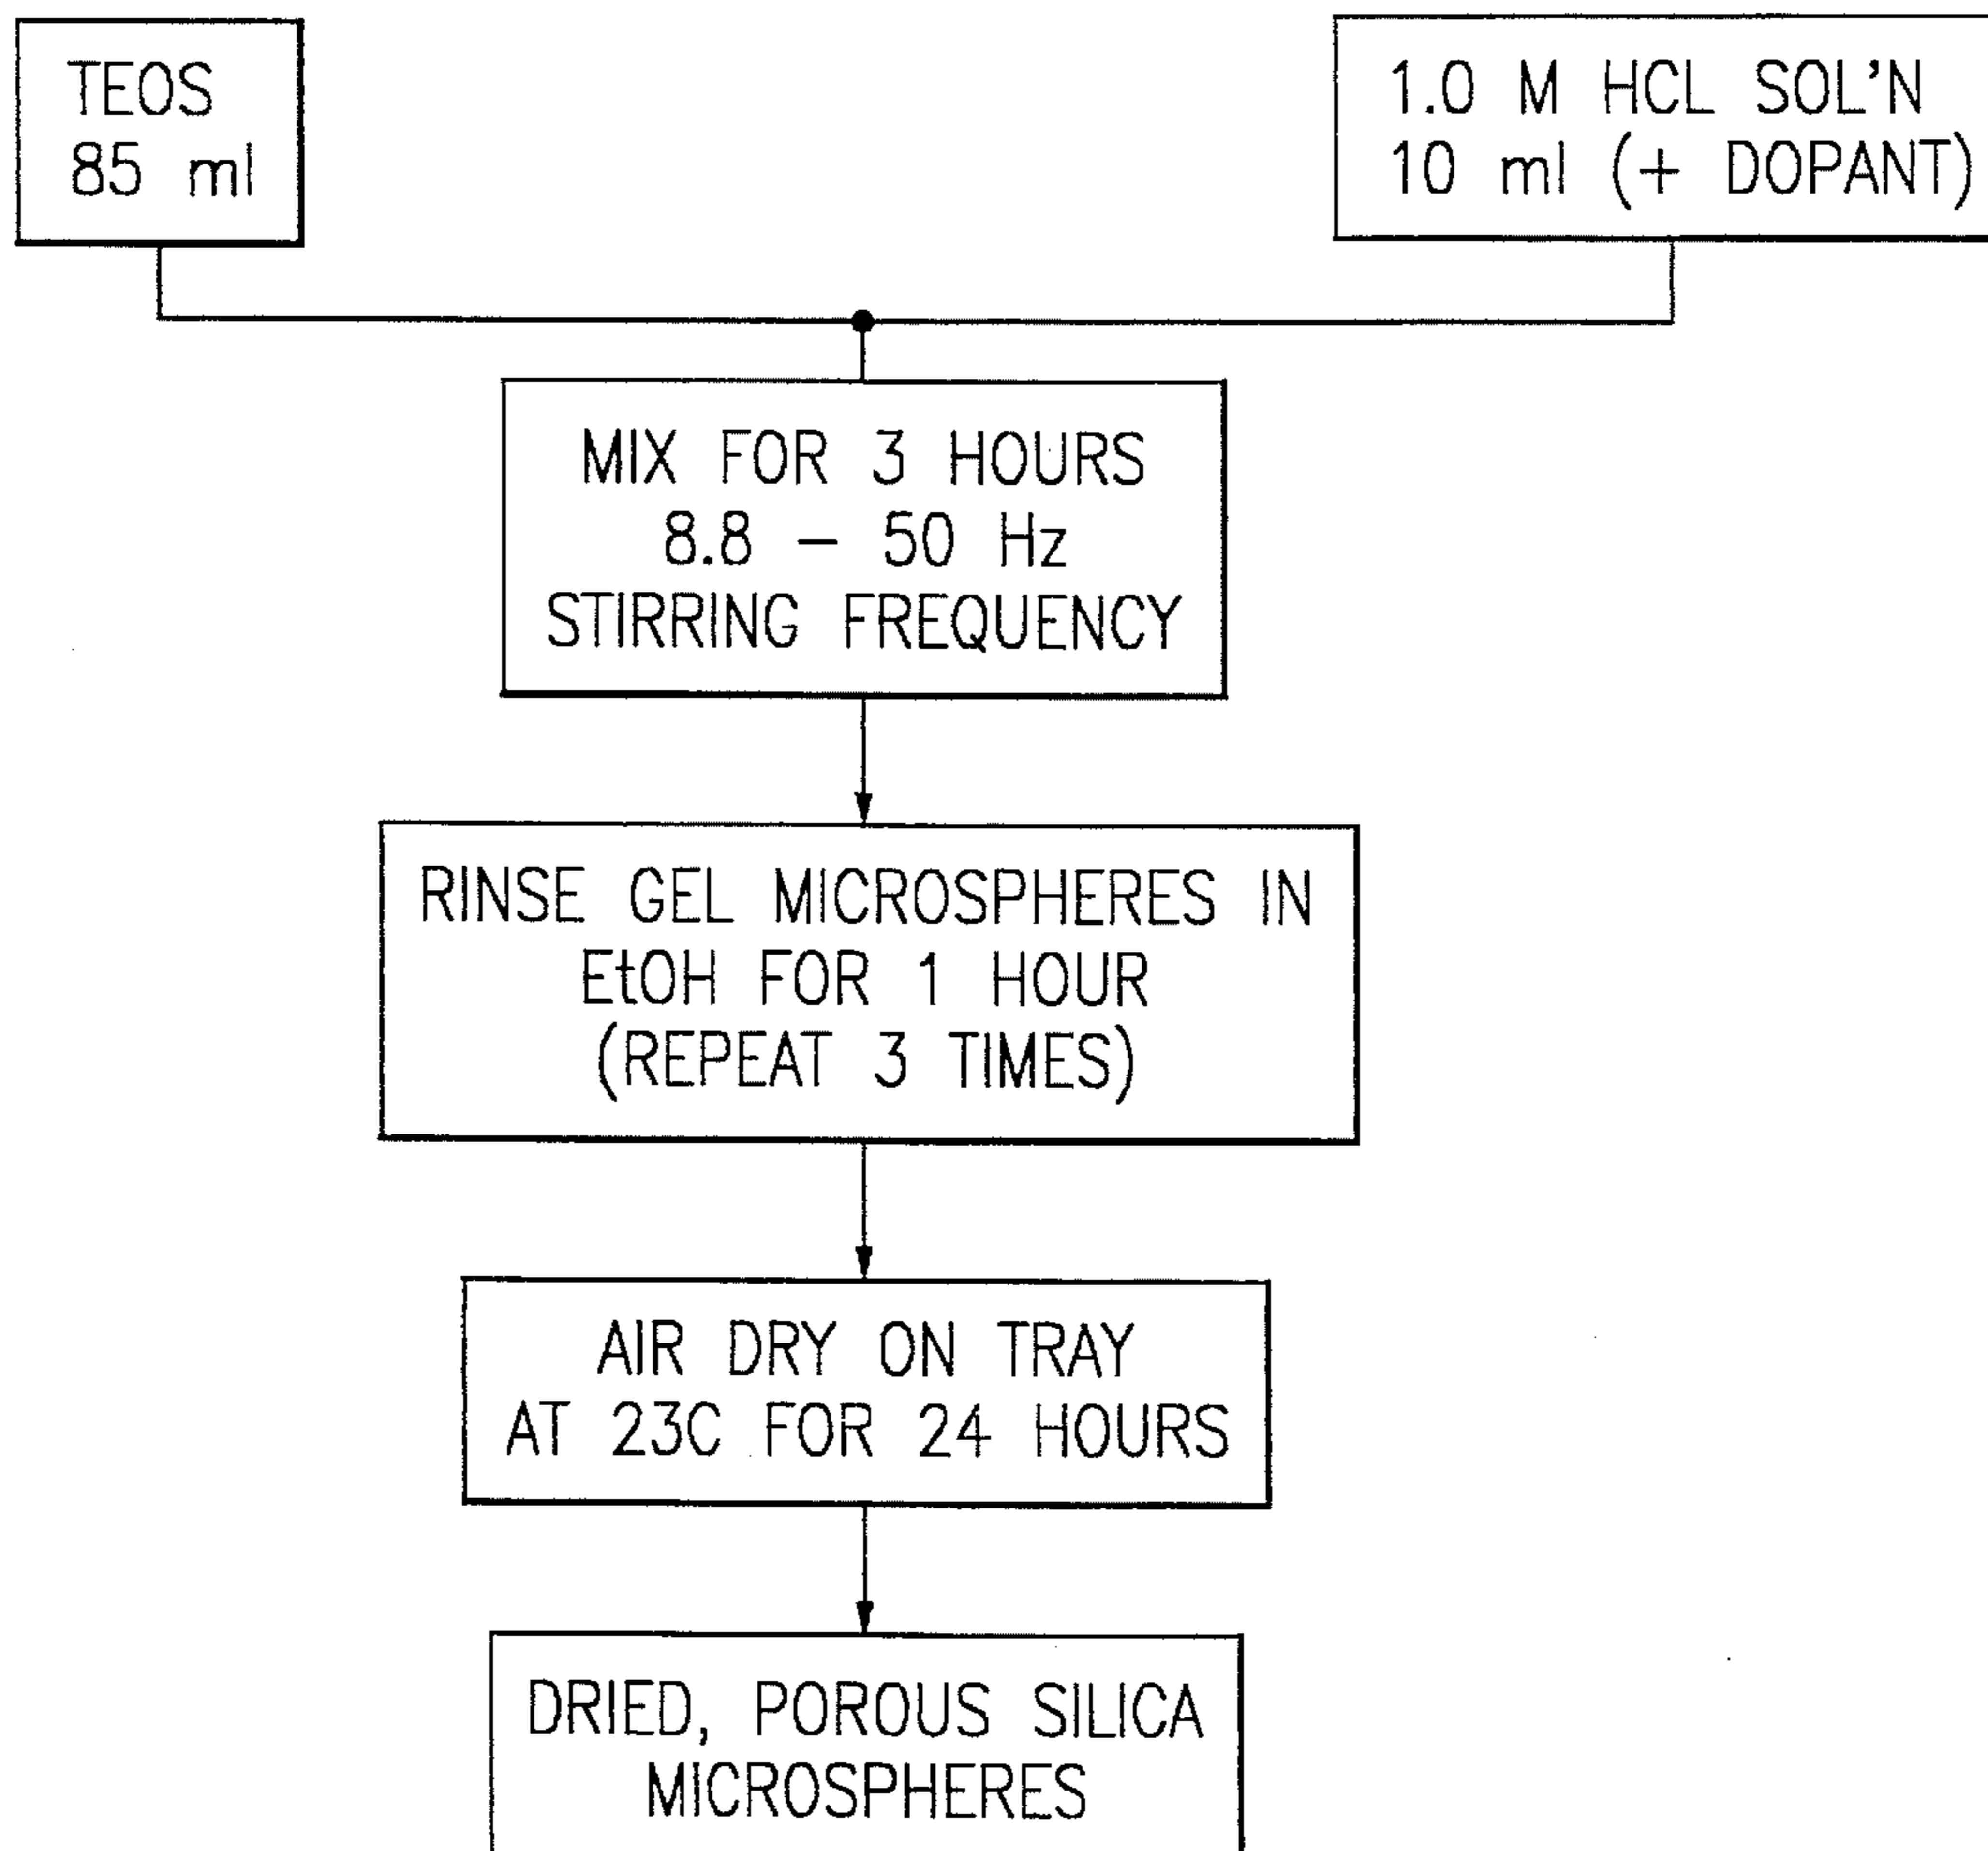 TEOS
85 ml
1.0 M HCL SOL'N
10 ml (+ DOPANT)
MIX FOR 3 HOURS
8.8 – 50 Hz
STIRRING FREQUENCY
RINSE GEL MICROSPHERES IN
EtOH FOR 1 HOUR
(REPEAT 3 TIMES)
AIR DRY ON TRAY
AT 23C FOR 24 HOURS
DRIED, POROUS SILICA
MICROSPHERES